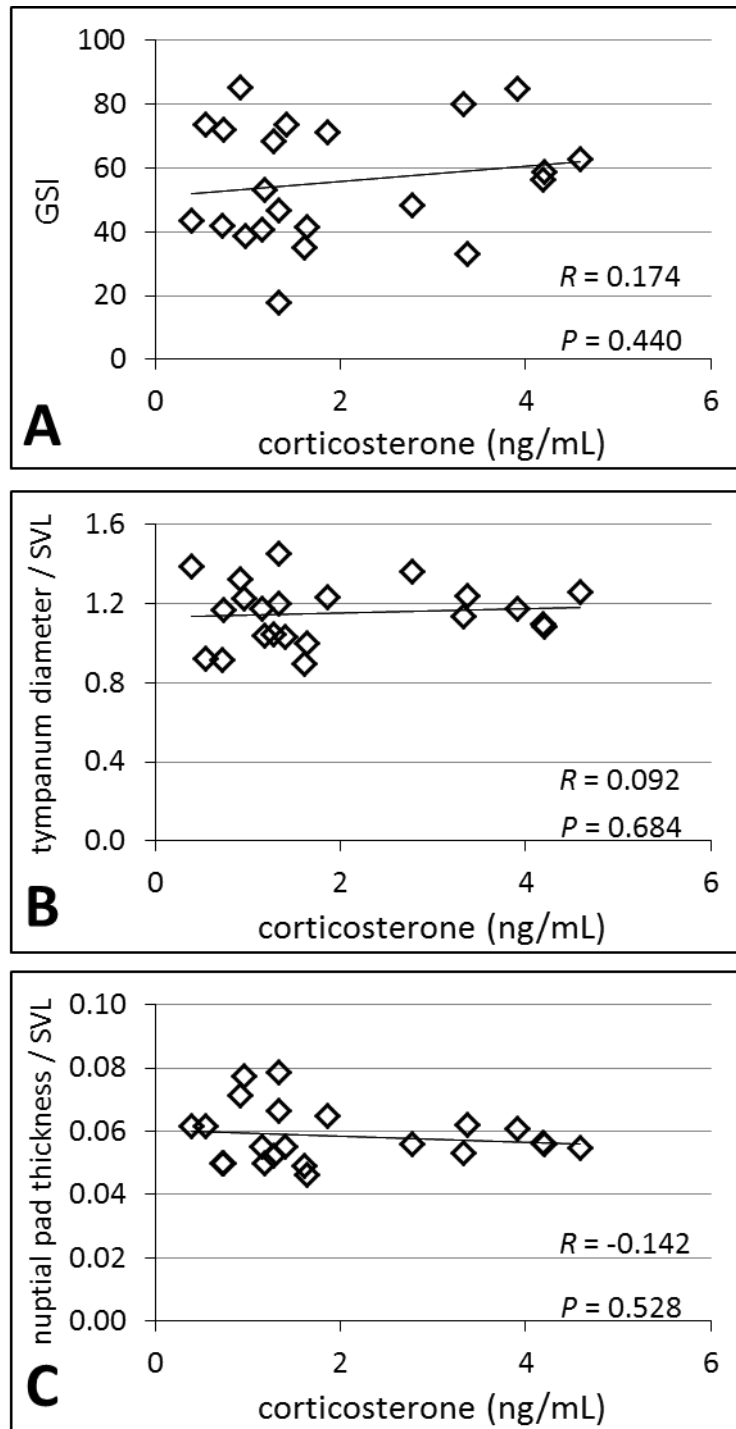 100
80
60
40
20
0
GSI
R = 0.174
P = 0.440
0 2 4 6
corticosterone (ng/mL)
A
1.6
1.2
0.8
0.4
0.0
tympanum diameter / SVL
R = 0.092
P = 0.684
0 2 4 6
corticosterone (ng/mL)
B
0.10
0.08
0.06
0.04
0.02
0.00
nuptial pad thickness / SVL
R = -0.142
P = 0.528
0 2 4 6
corticosterone (ng/mL)
C